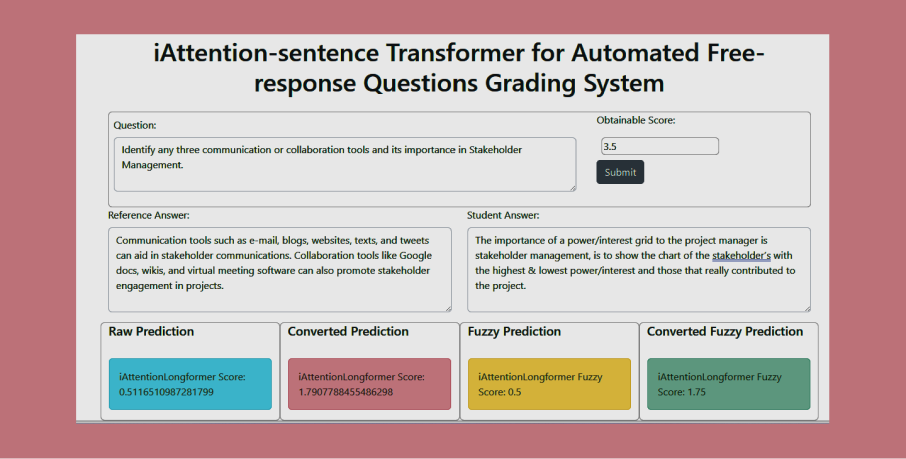 iAttention-sentence Transformer for Automated Free-
response Questions Grading System
Question:
Obtainable Score:
Identify any three communication or collaboration tools and its importance in Stakeholder
Management.
3.5
Submit
Reference Answer:
Student Answer:
Communication tools such as e-mail, blogs, websites, texts, and tweets
can aid in stakeholder communications. Collaboration tools like Google
docs, wikis, and virtual meeting software can also promote stakeholder
engagement in projects.
The importance of a power/interest grid to the project manager is
stakeholder management, is to show the chart of the stakeholder's with
the highest & lowest power/interest and those that really contributed to
the project.
Raw Prediction
iAttentionLongformer Score:
0.5116510987281799
Converted Prediction
iAttentionLongformer Score:
1.7907788455486298
Fuzzy Prediction
iAttentionLongformer Fuzzy
Score: 0.5
Converted Fuzzy Prediction
iAttentionLongformer Fuzzy
Score: 1.75